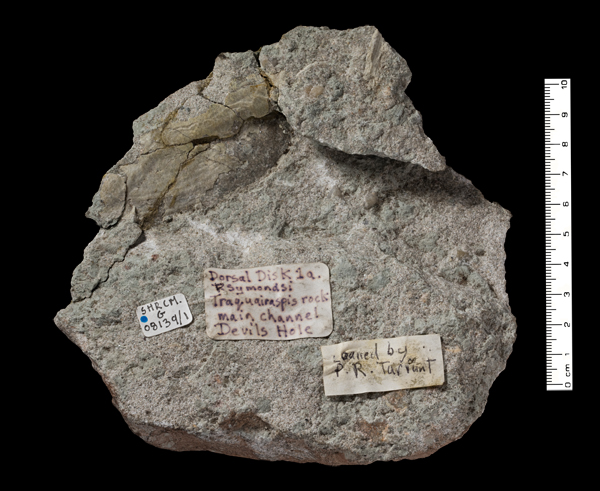 SHRCM.
G
08139/1
Dorsal Disk 1a.
R Symondsi
Traquairaspis rock
main channel
Devils Hole
Loaned by
P. R. Tarrant
10
9
8
7
6
5
4
3
2
1
0 cm